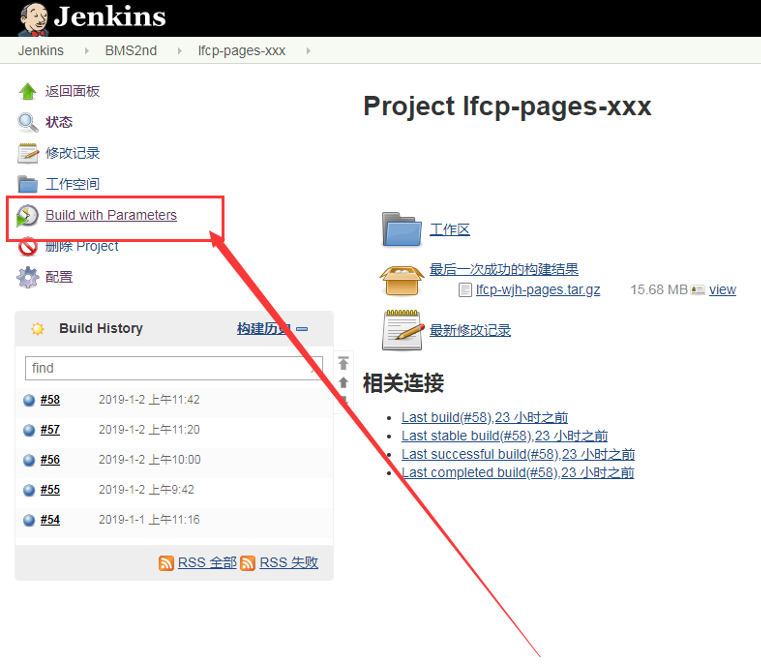 Jenkins
Jenkins BMS2nd lfcp-pages-xxx
返回面板
状态
修改记录
工作空间
Build with Parameters
删除 Project
配置
Build History 构建历史
find
#58 2019-1-2 上午11:42
#57 2019-1-2 上午11:20
#56 2019-1-2 上午10:00
#55 2019-1-2 上午9:42
#54 2019-1-1 上午11:16
RSS 全部 RSS 失败
Project lfcp-pages-xxx
工作区
最后一次成功的构建结果
lfcp-wjh-pages.tar.gz 15.68 MB view
最新修改记录
相关连接
Last build(#58),23 小时之前
Last stable build(#58),23 小时之前
Last successful build(#58),23 小时之前
Last completed build(#58),23 小时之前